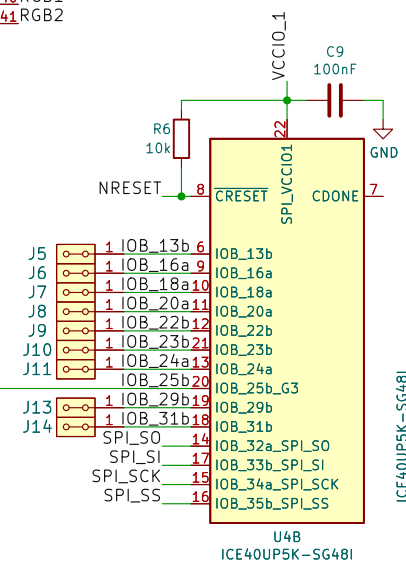 RGB1
41 RGB2
VCCIO_1
C9
100nF
GND
R6
10k
22
SPI_VCCIO1
NRESET 8 CRESET
CDONE 7
J5 1 IOB_13b 6 IOB_13b
J6 1 IOB_16a 9 IOB_16a
J7 1 IOB_18a 10 IOB_18a
J8 1 IOB_20a 11 IOB_20a
J9 1 IOB_22b 12 IOB_22b
J10 1 IOB_23b 21 IOB_23b
J11 1 IOB_24a 13 IOB_24a
IOB_25b 20 IOB_25b_G3
J13 1 IOB_29b 19 IOB_29b
J14 1 IOB_31b 18 IOB_31b
SPI_SO 14 IOB_32a_SPI_SO
SPI_SI 17 IOB_33b_SPI_SI
SPI_SCK 15 IOB_34a_SPI_SCK
SPI_SS 16 IOB_35b_SPI_SS
U4B
ICE40UP5K-SG48I
ICE40UP5K-SG48I